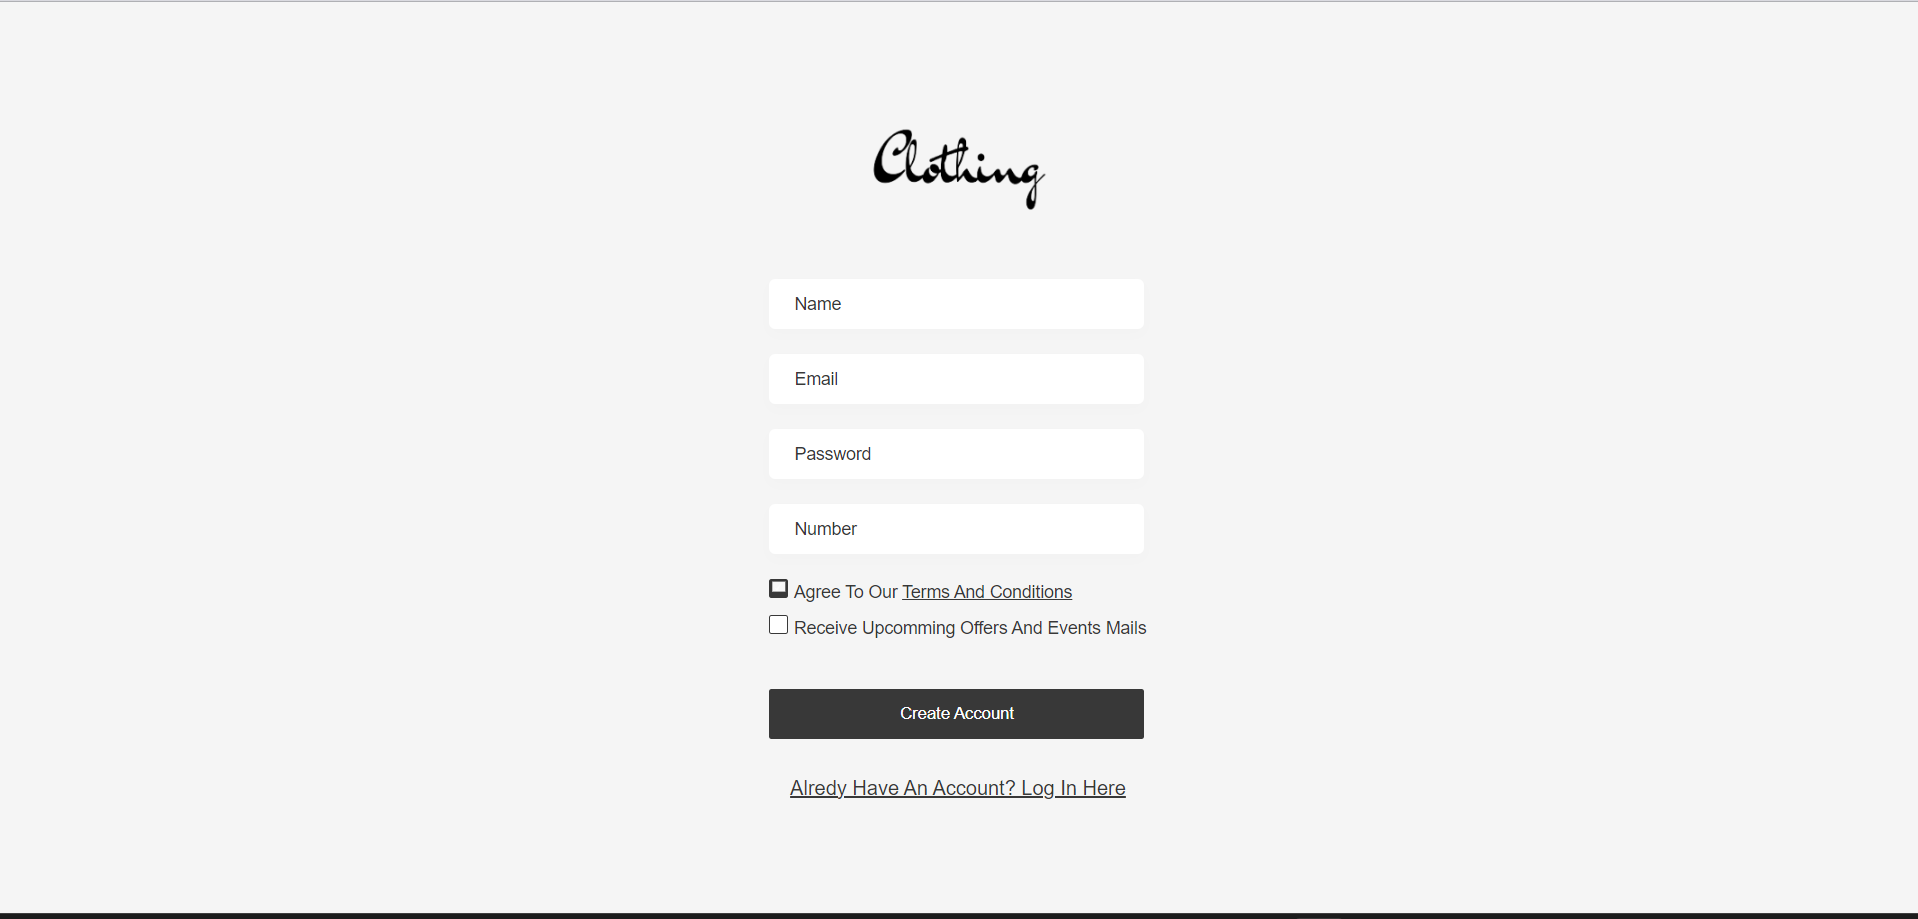 Clothing
Name
Email
Password
Number
Agree To Our Terms And Conditions
Receive Upcomming Offers And Events Mails
Create Account
Alredy Have An Account? Log In Here